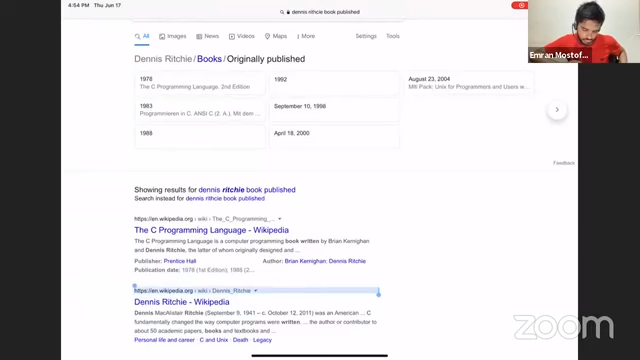 4:54 PM Thu Jun 17
dennis rithcie book published
Emran Mostof...
All Images News Videos Maps More Settings Tools
Dennis Ritchie / Books / Originally published
1978
The C Programming Language. 2nd Edition
1992
August 23, 2004
Mlti Pack: Unix for Programmers and Users w...
1983
Programmieren in C. ANSI C (2. A.). Mit dem ...
September 10, 1998
1988
April 18, 2000
Feedback
Showing results for dennis ritchie book published
Search instead for dennis rithcie book published
https://en.wikipedia.org › wiki › The_C_Programming_...
The C Programming Language - Wikipedia
The C Programming Language is a computer programming book written by Brian Kernighan
and Dennis Ritchie, the latter of whom originally designed and ...
Publisher: Prentice Hall Author: Brian Kernighan; Dennis Ritchie
Publication date: 1978 (1st Edition); 1988 (2...
https://en.wikipedia.org › wiki › Dennis_Ritchie
Dennis Ritchie - Wikipedia
Dennis MacAlistair Ritchie (September 9, 1941 – c. October 12, 2011) was an American ... C
fundamentally changed the way computer programs were written. ... the author or contributor to
about 50 academic papers, books and textbooks and ...
Personal life and career · C and Unix · Death · Legacy
zoom